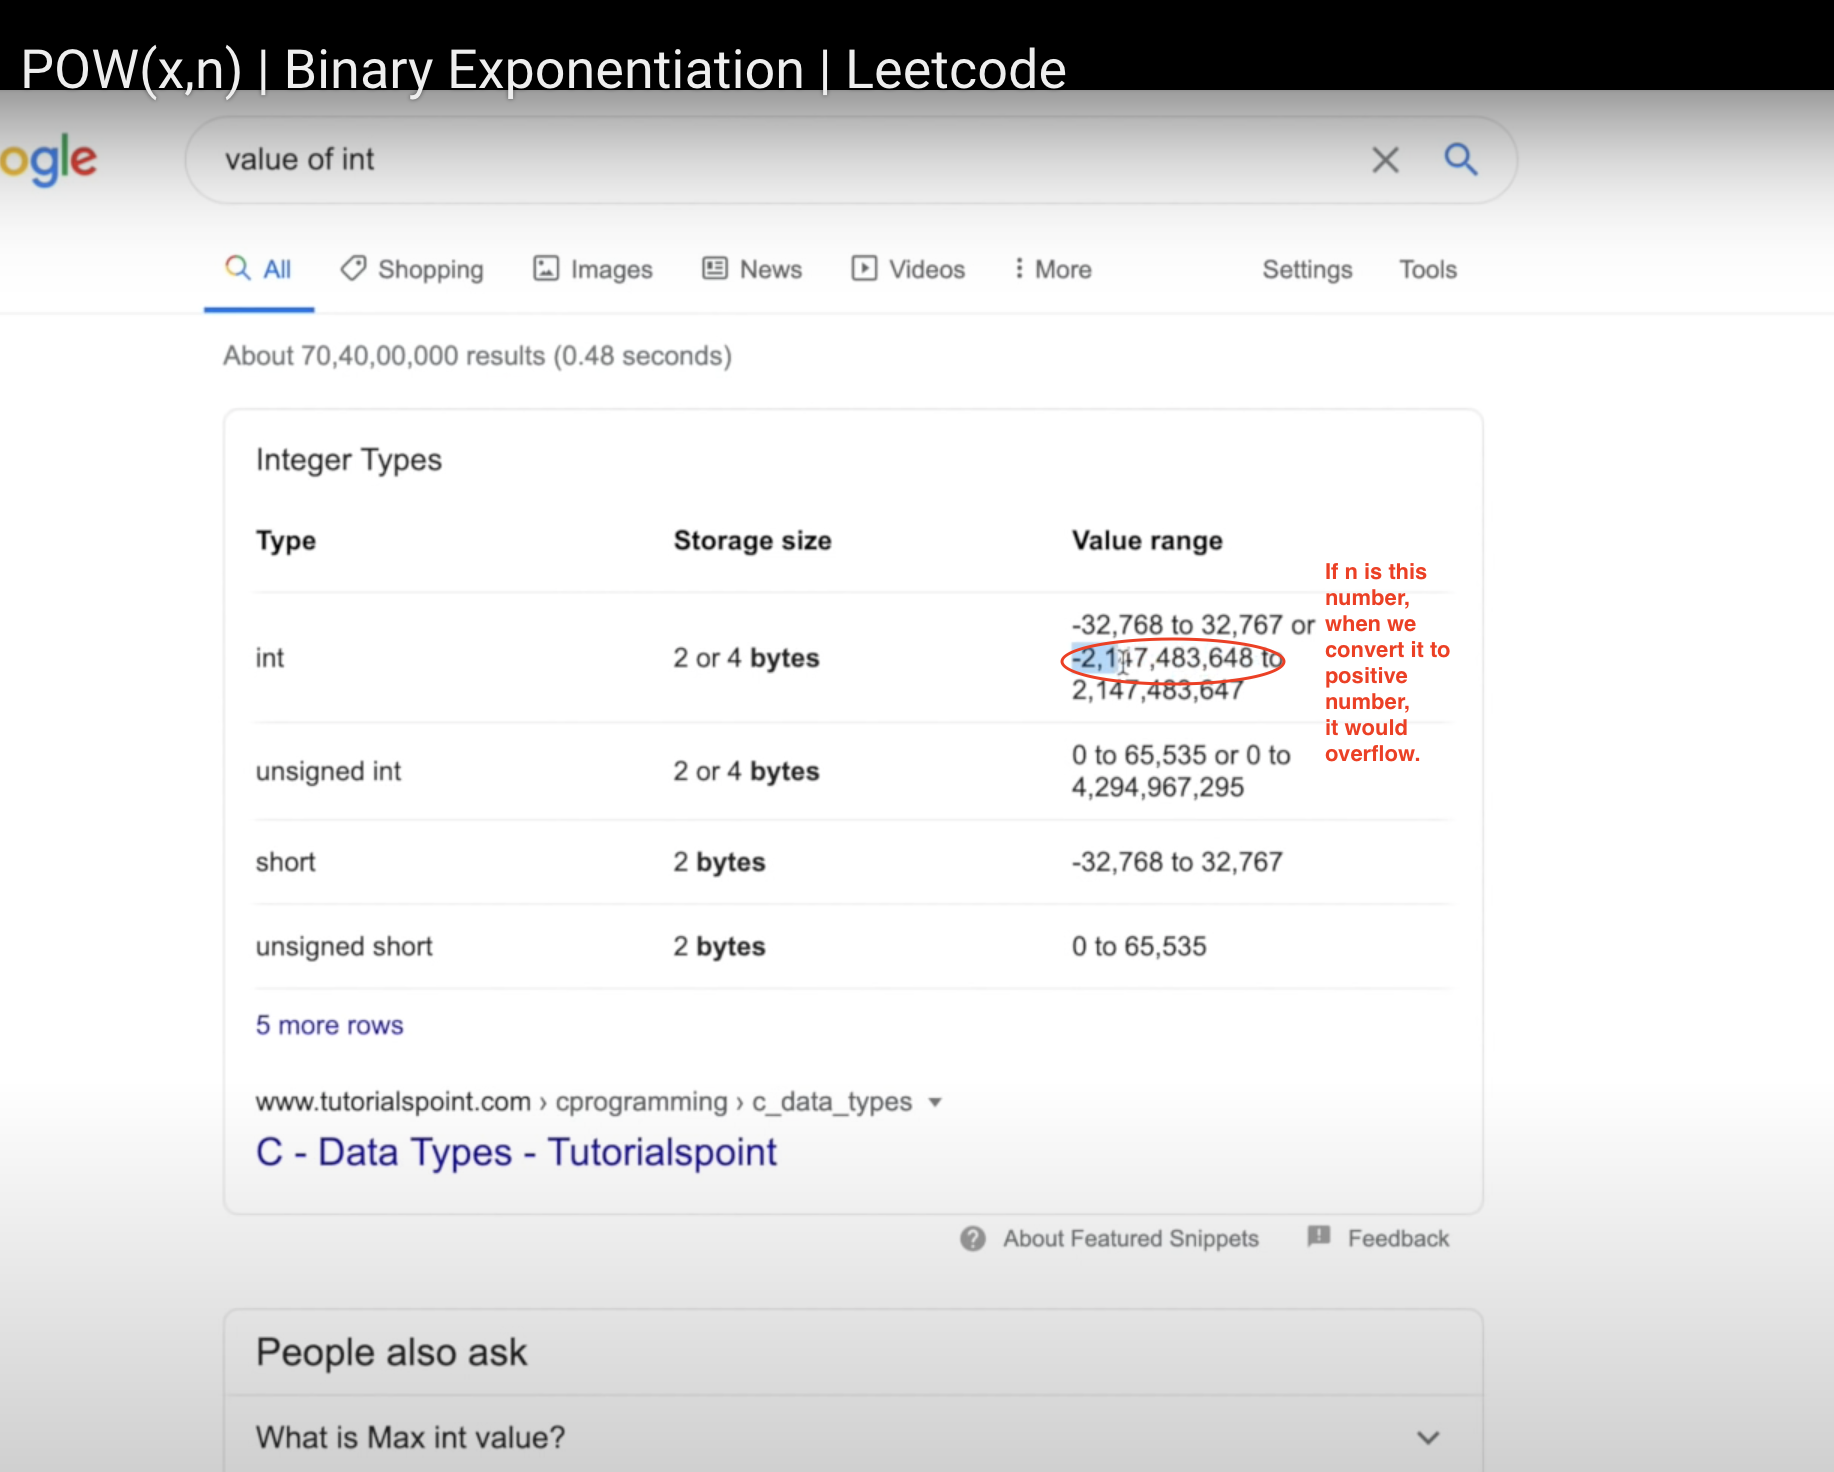 POW(x,n) | Binary Exponentiation | Leetcode
ogle
value of int
All Shopping Images News Videos More Settings Tools
About 70,40,00,000 results (0.48 seconds)
Integer Types
Type Storage size Value range
int 2 or 4 bytes -32,768 to 32,767 or
-2,147,483,648 to
2,147,483,647
If n is this
number,
when we
convert it to
positive
number,
it would
overflow.
unsigned int 2 or 4 bytes 0 to 65,535 or 0 to
4,294,967,295
short 2 bytes -32,768 to 32,767
unsigned short 2 bytes 0 to 65,535
5 more rows
www.tutorialspoint.com › cprogramming › c_data_types
C - Data Types - Tutorialspoint
About Featured Snippets Feedback
People also ask
What is Max int value?